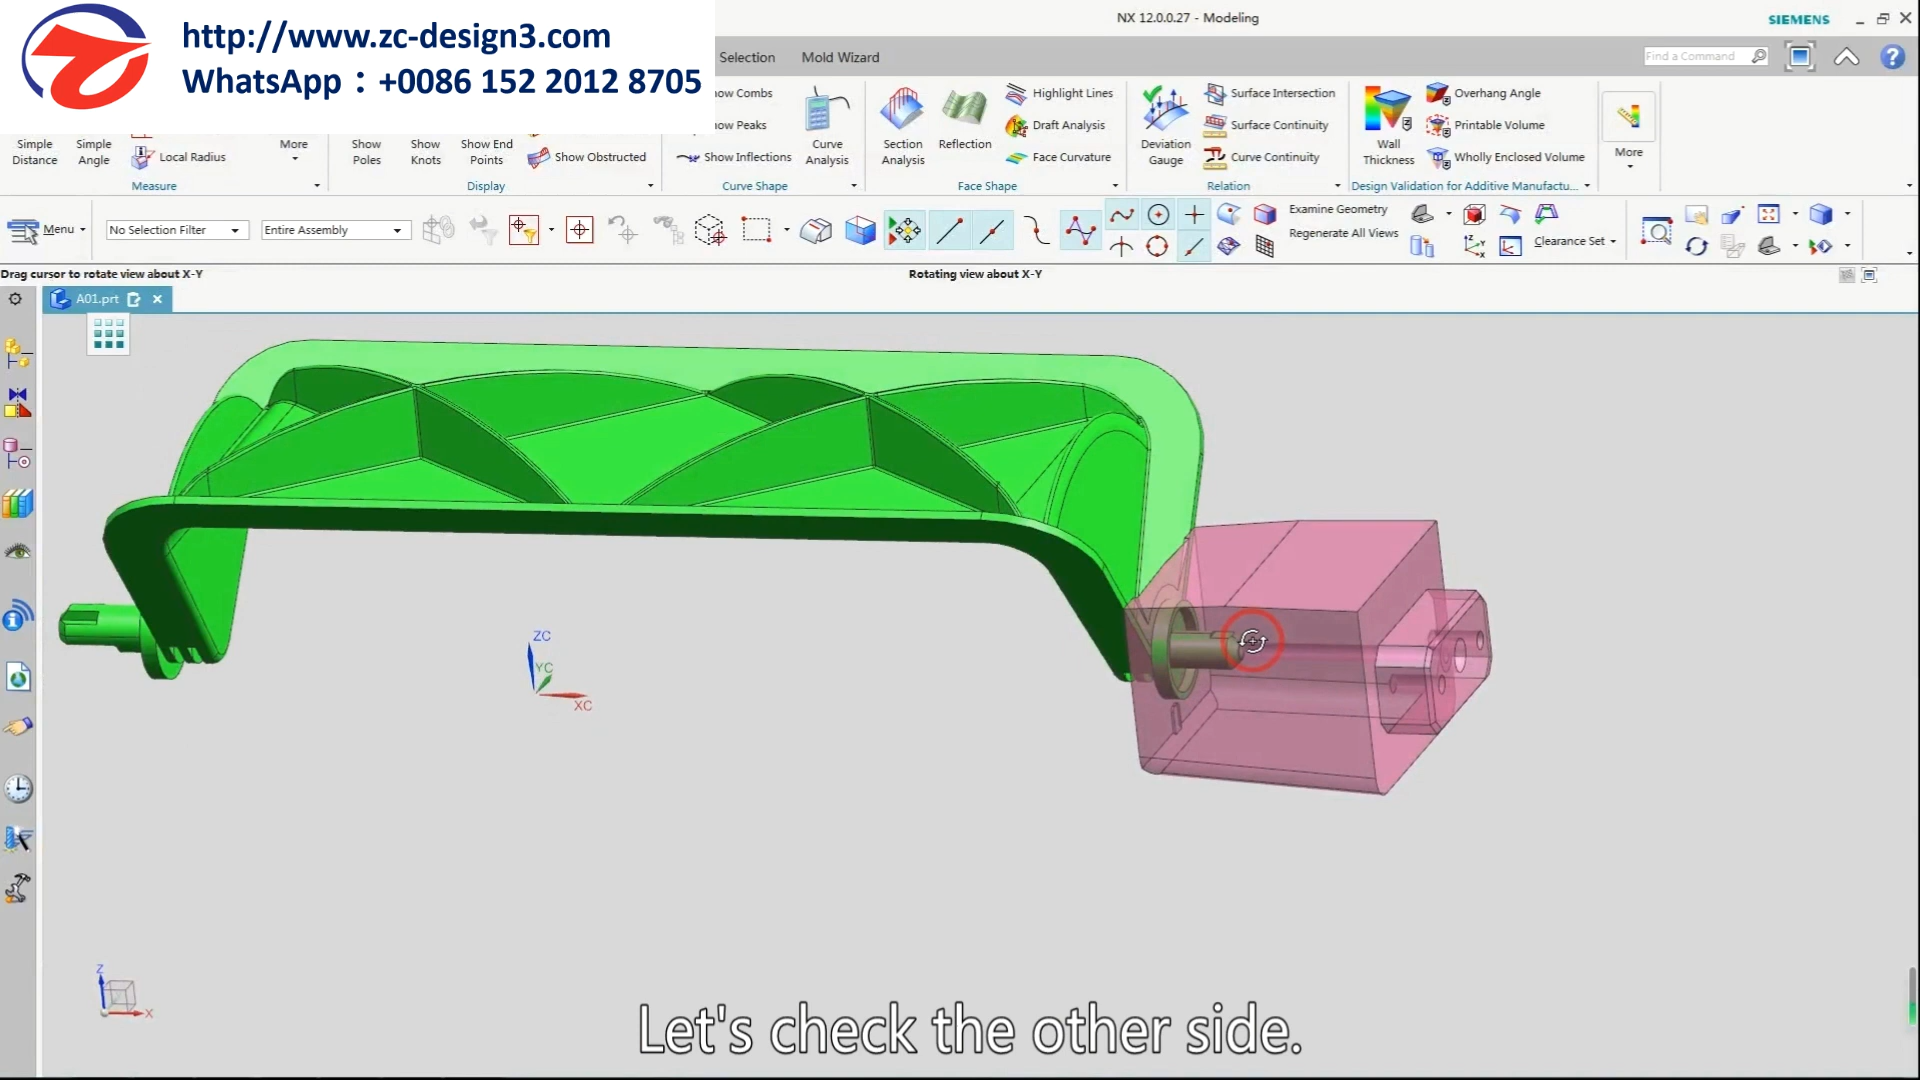 http://www.zc-design3.com
WhatsApp：+0086 152 2012 8705
NX 12.0.0.27 - Modeling
SIEMENS
Selection
Mold Wizard
Find a Command
Simple Distance
Simple Angle
Local Radius
More
Measure
Show Poles
Show Knots
Show End Points
Show Obstructed
Display
ow Combs
ow Peaks
Show Inflections
Curve Analysis
Curve Shape
Section Analysis
Reflection
Highlight Lines
Draft Analysis
Face Curvature
Face Shape
Deviation Gauge
Surface Intersection
Surface Continuity
Curve Continuity
Relation
Wall Thickness
Overhang Angle
Printable Volume
Wholly Enclosed Volume
Design Validation for Additive Manufactu...
More
Menu
No Selection Filter
Entire Assembly
Examine Geometry
Regenerate All Views
Clearance Set
Drag cursor to rotate view about X-Y
Rotating view about X-Y
A01.prt
ZC
YC
XC
Z
X
Let's check the other side.